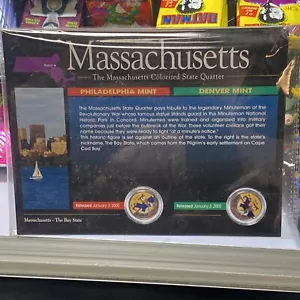 Massachusetts
The Massachusetts Colorized State Quarter
PHILADELPHIA MINT
DENVER MINT
The Massachusetts State Quarter pays tribute to the legendary Minuteman of the
Revolutionary War whose famous statue stands guard in the Minuteman National
Historic Park in Concord. Minutemen were trained and organized into military
companies just before the outbreak of the War. These volunteer civilians got their
name because they were ready to fight "at a minute's notice."
This historic figure is set against an outline of the state. To the right is the state's
nickname, The Bay State, which comes from the Pilgrim's early settlement on Cape
Cod Bay.
Released January 3, 2000
Released January 3, 2000
Massachusetts - The Bay State